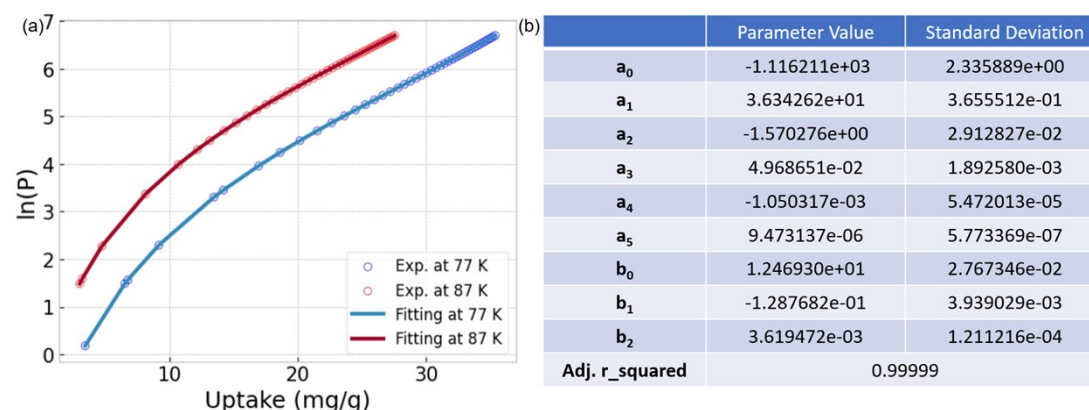 (a)
7
6
5
4
3
2
1
0
ln(P)
10
20
30
Uptake (mg/g)
Exp. at 77 K
Exp. at 87 K
Fitting at 77 K
Fitting at 87 K
(b)
Parameter Value Standard Deviation
a₀ -1.116211e+03 2.335889e+00
a₁ 3.634262e+01 3.655512e-01
a₂ -1.570276e+00 2.912827e-02
a₃ 4.968651e-02 1.892580e-03
a₄ -1.050317e-03 5.472013e-05
a₅ 9.473137e-06 5.773369e-07
b₀ 1.246930e+01 2.767346e-02
b₁ -1.287682e-01 3.939029e-03
b₂ 3.619472e-03 1.211216e-04
Adj. r_squared 0.99999